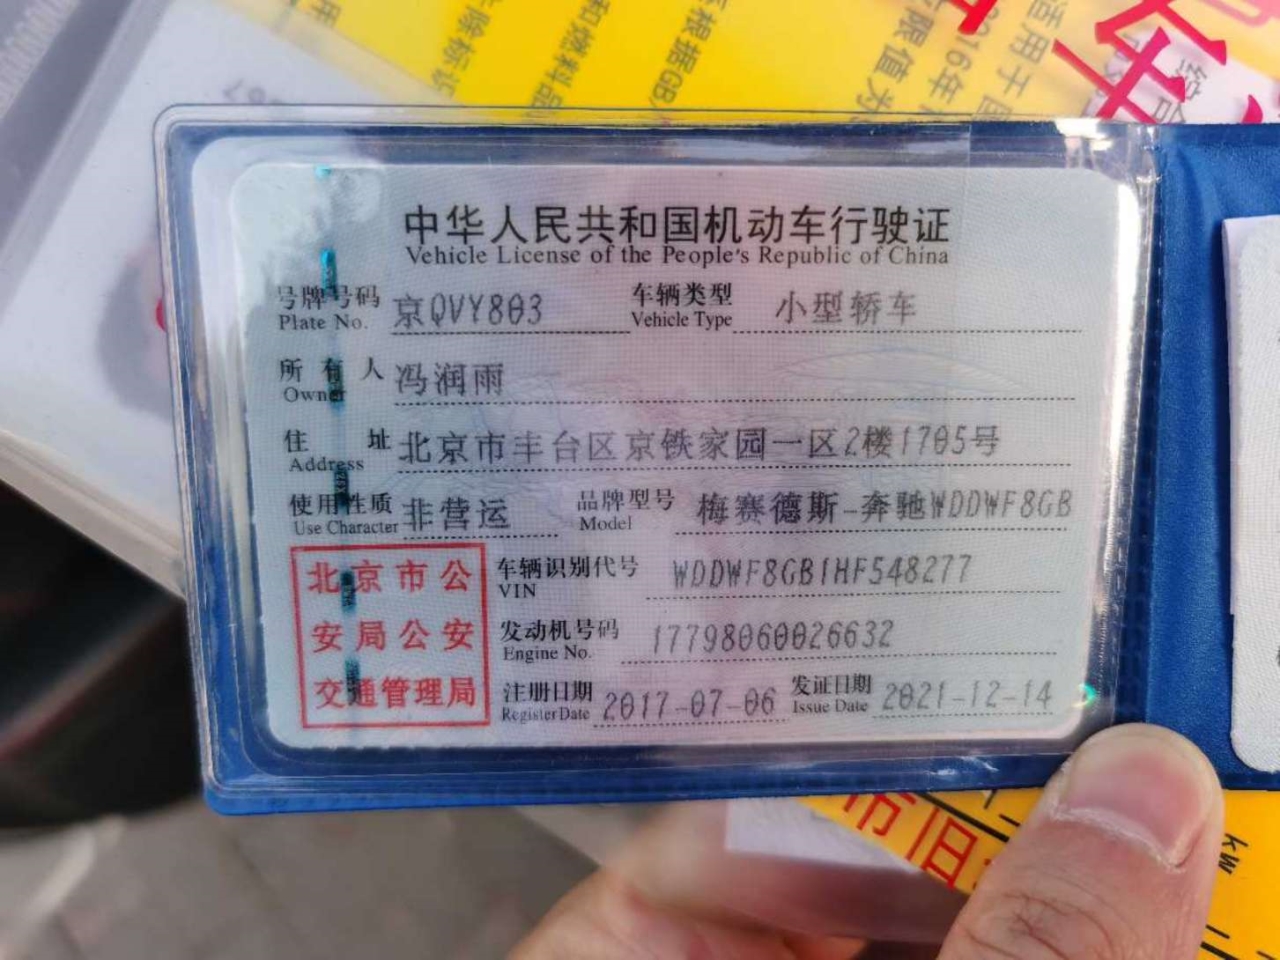 中华人民共和国机动车行驶证
Vehicle License of the People's Republic of China
号牌号码 京QVY803 车辆类型 小型轿车
Plate No. Vehicle Type
所有人 冯润雨
Owner
住址 北京市丰台区京铁家园一区2楼1705号
Address
使用性质 非营运 品牌型号 梅赛德斯-奔驰WDDWF8GB
Use Character Model
北京市公
安局公安
交通管理局
车辆识别代号 WDDWF8GB1HF548277
VIN
发动机号码 17798060026632
Engine No.
注册日期 2017-07-06 发证日期 2021-12-14
Register Date Issue Date
市旧
kW